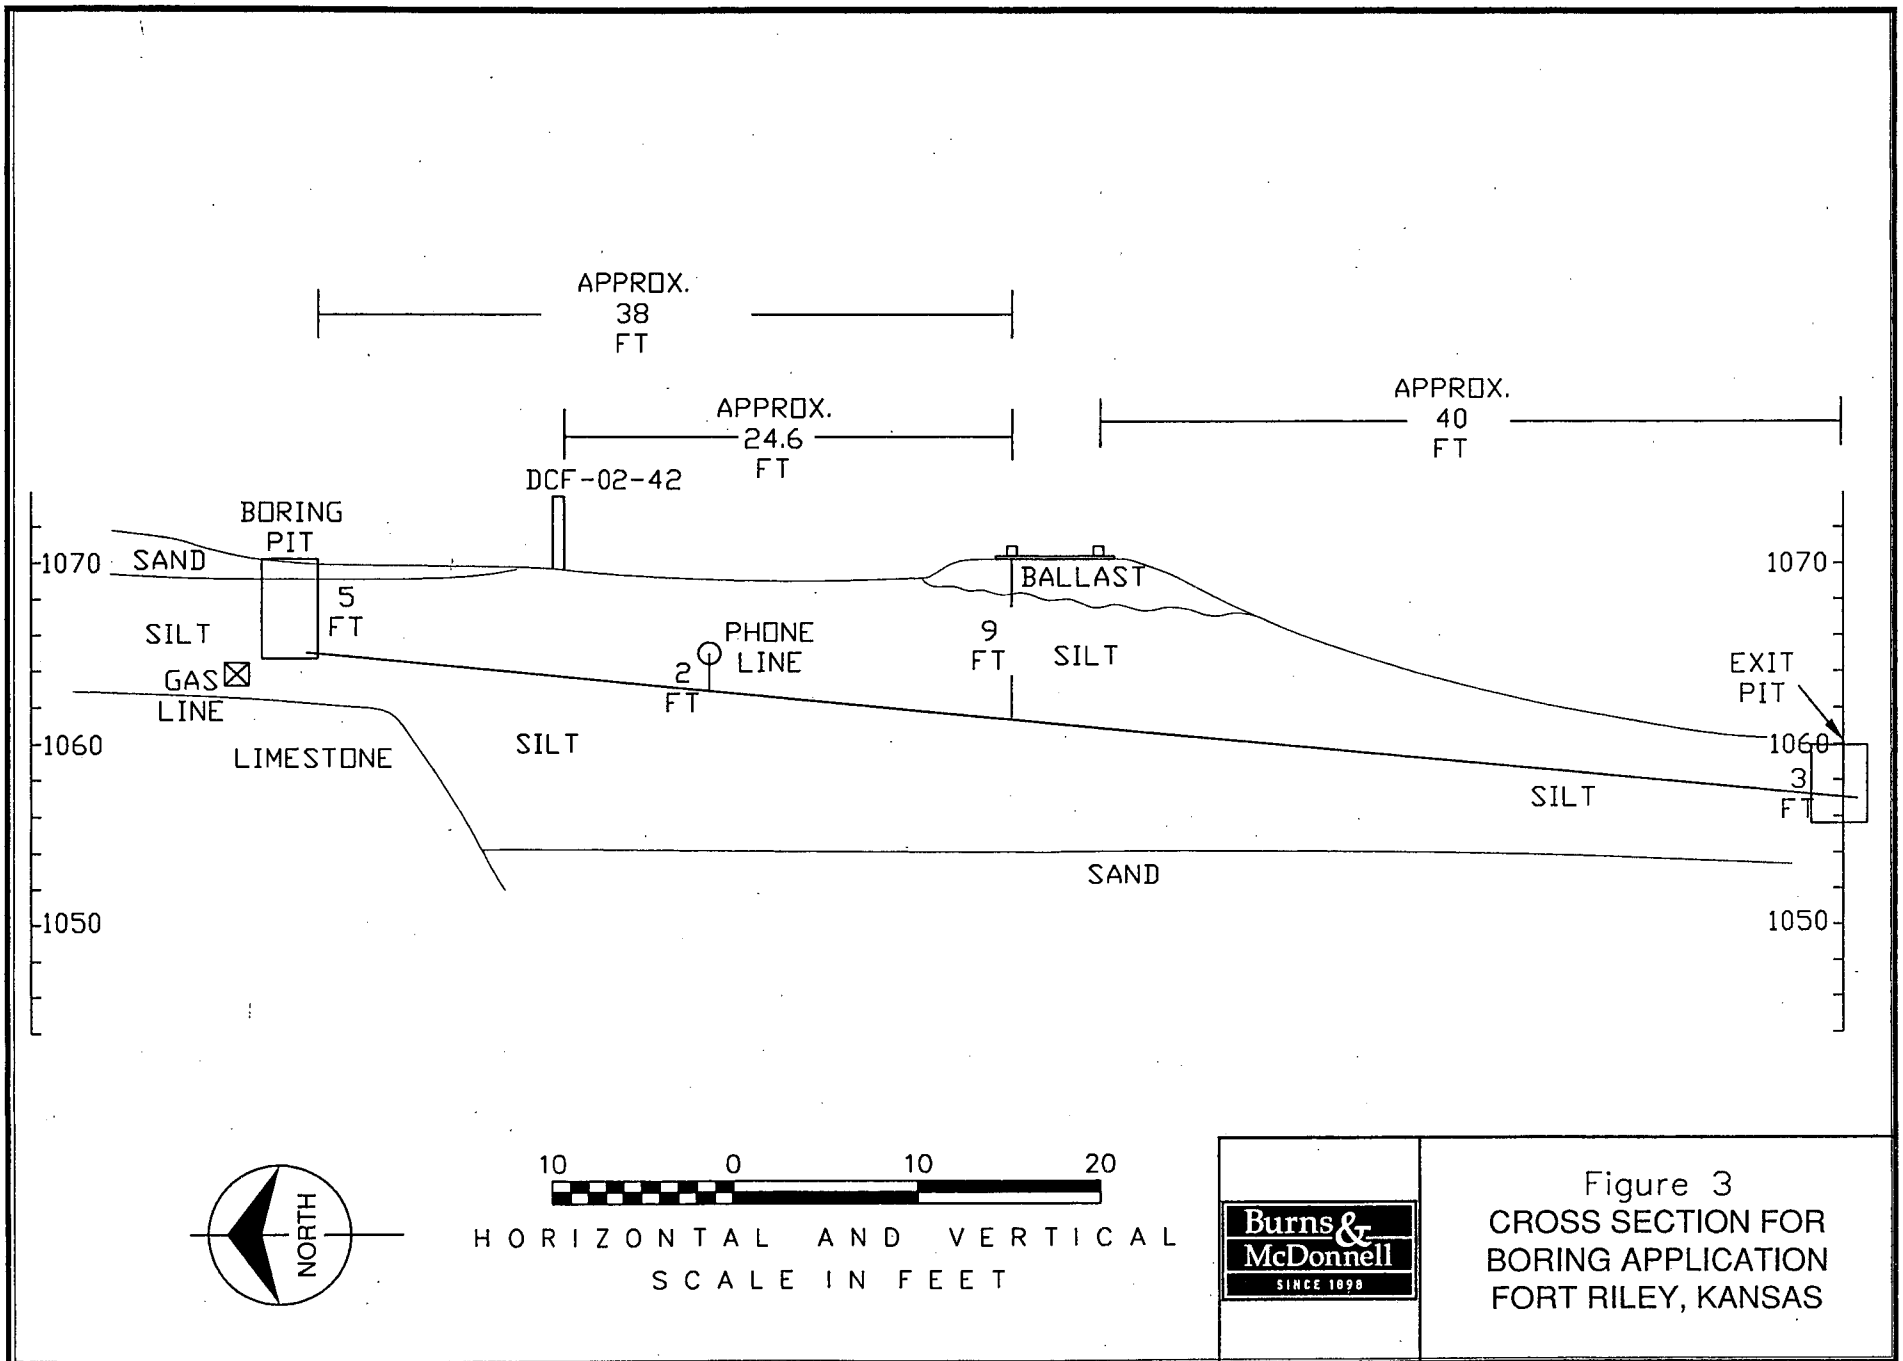 APPROX.
38
FT
APPROX.
24.6
FT
APPROX.
40
FT
DCF-02-42
BORING
PIT
1070
SAND
5
FT
SILT
GAS
LINE
PHONE
LINE
2
FT
BALLAST
9
FT
SILT
1070
EXIT
PIT
1060
LIMESTONE
SILT
1060
3
FT
SILT
SAND
1050
1050
NORTH
10 0 10 20
HORIZONTAL AND VERTICAL
SCALE IN FEET
Burns &
McDonnell
SINCE 1898
Figure 3
CROSS SECTION FOR
BORING APPLICATION
FORT RILEY, KANSAS